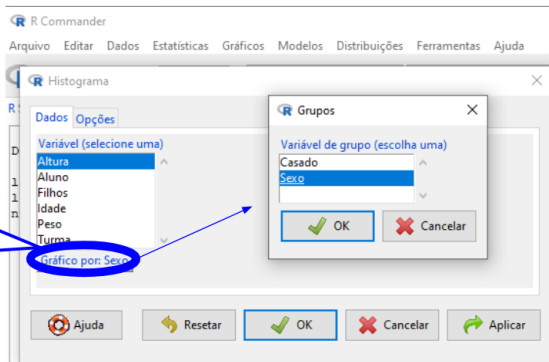 R Commander
Arquivo Editar Dados Estatísticas Gráficos Modelos Distribuições Ferramentas Ajuda
Histograma
Dados Opções
Variável (selecione uma)
Altura
Aluno
Filhos
Idade
Peso
Turma
Gráfico por: Sexo
Grupos
Variável de grupo (escolha uma)
Casado
Sexo
OK Cancelar
Ajuda Resetar OK Cancelar Aplicar